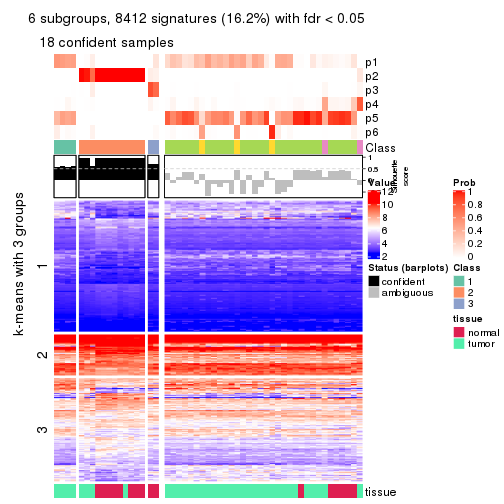 6 subgroups, 8412 signatures (16.2%) with fdr < 0.05
18 confident samples
p1
p2
p3
p4
p5
p6
Class
1
0.5
0
Silhouette
score
k-means with 3 groups
1
2
3
Value
12
10
8
6
4
2
Prob
1
0.8
0.6
0.4
0.2
0
Status (barplots)
confident
ambiguous
Class
1
2
3
tissue
normal
tumor
tissue